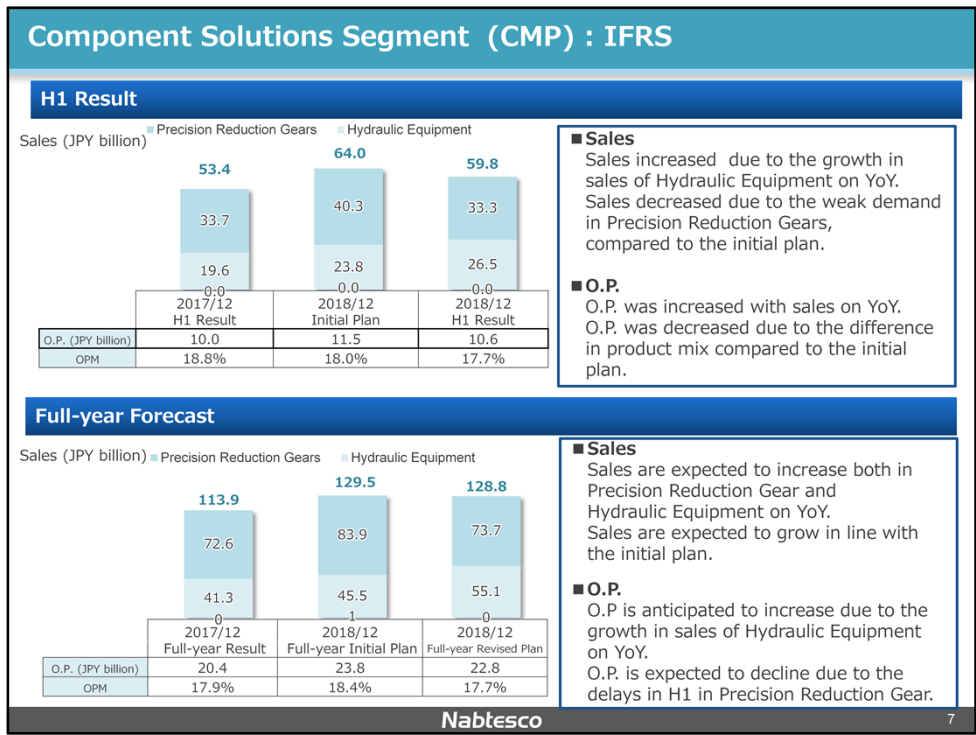 Component Solutions Segment (CMP) : IFRS
H1 Result
Sales (JPY billion)
Precision Reduction Gears
Hydraulic Equipment
53.4
64.0
59.8
33.7
40.3
33.3
19.6
23.8
26.5
0.0
0.0
0.0
2017/12
H1 Result
2018/12
Initial Plan
2018/12
H1 Result
O.P. (JPY billion)
10.0
11.5
10.6
OPM
18.8%
18.0%
17.7%
■ Sales
Sales increased due to the growth in
sales of Hydraulic Equipment on YoY.
Sales decreased due to the weak demand
in Precision Reduction Gears,
compared to the initial plan.
■ O.P.
O.P. was increased with sales on YoY.
O.P. was decreased due to the difference
in product mix compared to the initial
plan.
Full-year Forecast
Sales (JPY billion)
Precision Reduction Gears
Hydraulic Equipment
113.9
129.5
128.8
72.6
83.9
73.7
41.3
45.5
55.1
0
1
0
2017/12
Full-year Result
2018/12
Full-year Initial Plan
2018/12
Full-year Revised Plan
O.P. (JPY billion)
20.4
23.8
22.8
OPM
17.9%
18.4%
17.7%
■ Sales
Sales are expected to increase both in
Precision Reduction Gear and
Hydraulic Equipment on YoY.
Sales are expected to grow in line with
the initial plan.
■ O.P.
O.P is anticipated to increase due to the
growth in sales of Hydraulic Equipment
on YoY.
O.P. is expected to decline due to the
delays in H1 in Precision Reduction Gear.
Nabtesco
7